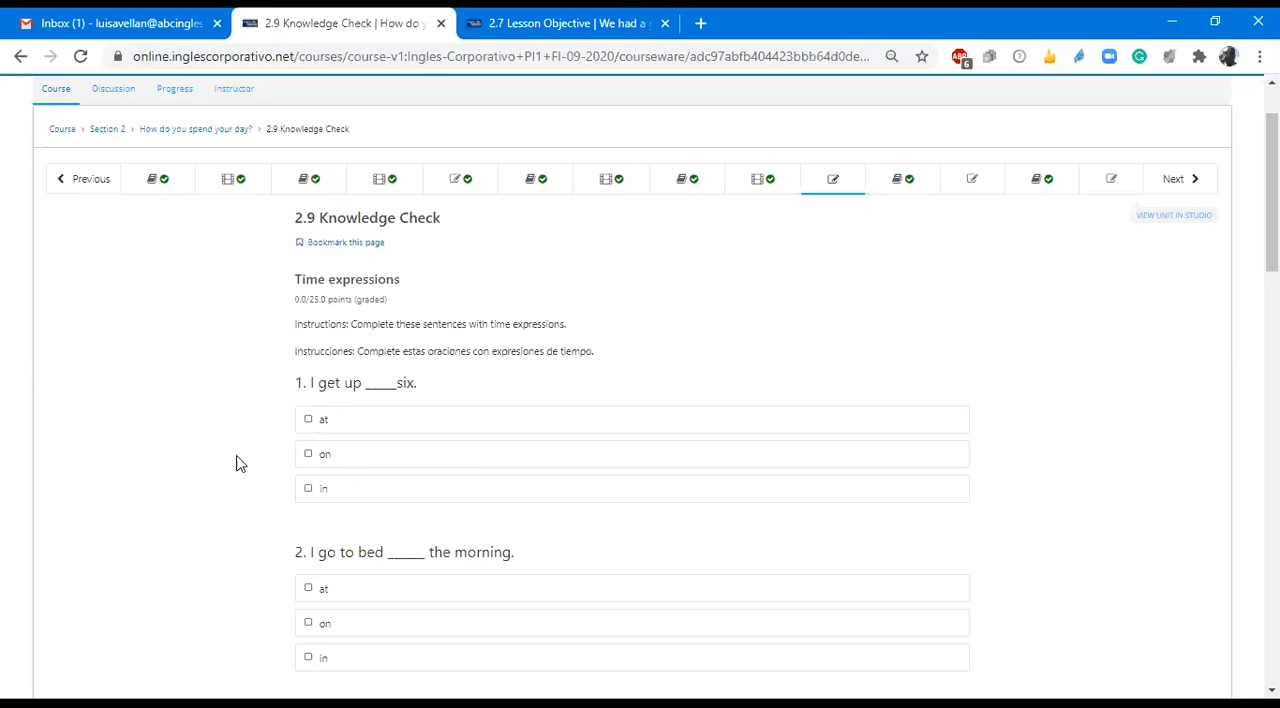 Inbox (1) - luisavellan@abcingles
2.9 Knowledge Check | How do y
2.7 Lesson Objective | We had a
online.inglescorporativo.net/courses/course-v1:Ingles-Corporativo+PI1+FI-09-2020/courseware/adc97abfb404423bbb64d0de...
ABP
6
Course
Discussion
Progress
Instructor
Course > Section 2 > How do you spend your day? > 2.9 Knowledge Check
Previous
Next
2.9 Knowledge Check
VIEW UNIT IN STUDIO
Bookmark this page
Time expressions
0.0/25.0 points (graded)
Instructions: Complete these sentences with time expressions.
Instrucciones: Complete estas oraciones con expresiones de tiempo.
1. I get up _____six.
at
on
in
2. I go to bed ______ the morning.
at
on
in